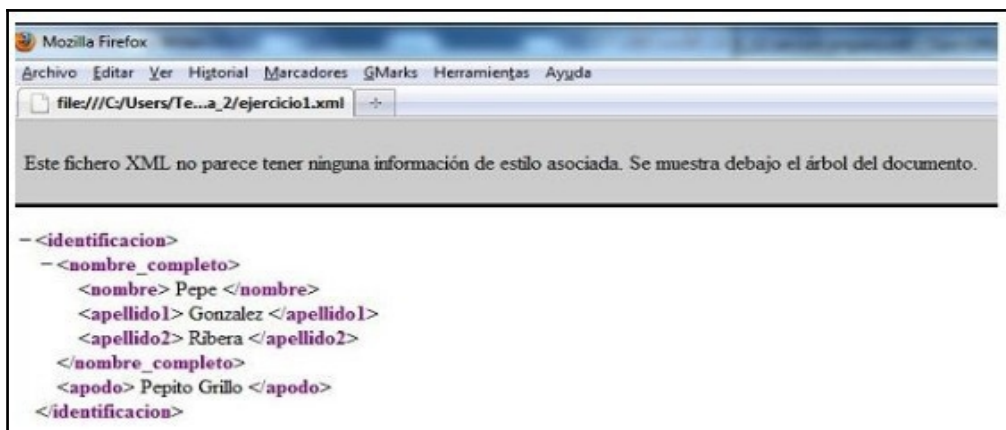 Mozilla Firefox
Archivo Editar Ver Historial Marcadores GMarks Herramientas Ayuda
file:///C:/Users/Te...a_2/ejercicio1.xml
Este fichero XML no parece tener ninguna información de estilo asociada. Se muestra debajo el árbol del documento.
−<identificacion>
−<nombre_completo>
<nombre> Pepe </nombre>
<apellido1> Gonzalez </apellido1>
<apellido2> Ribera </apellido2>
</nombre_completo>
<apodo> Pepito Grillo </apodo>
</identificacion>